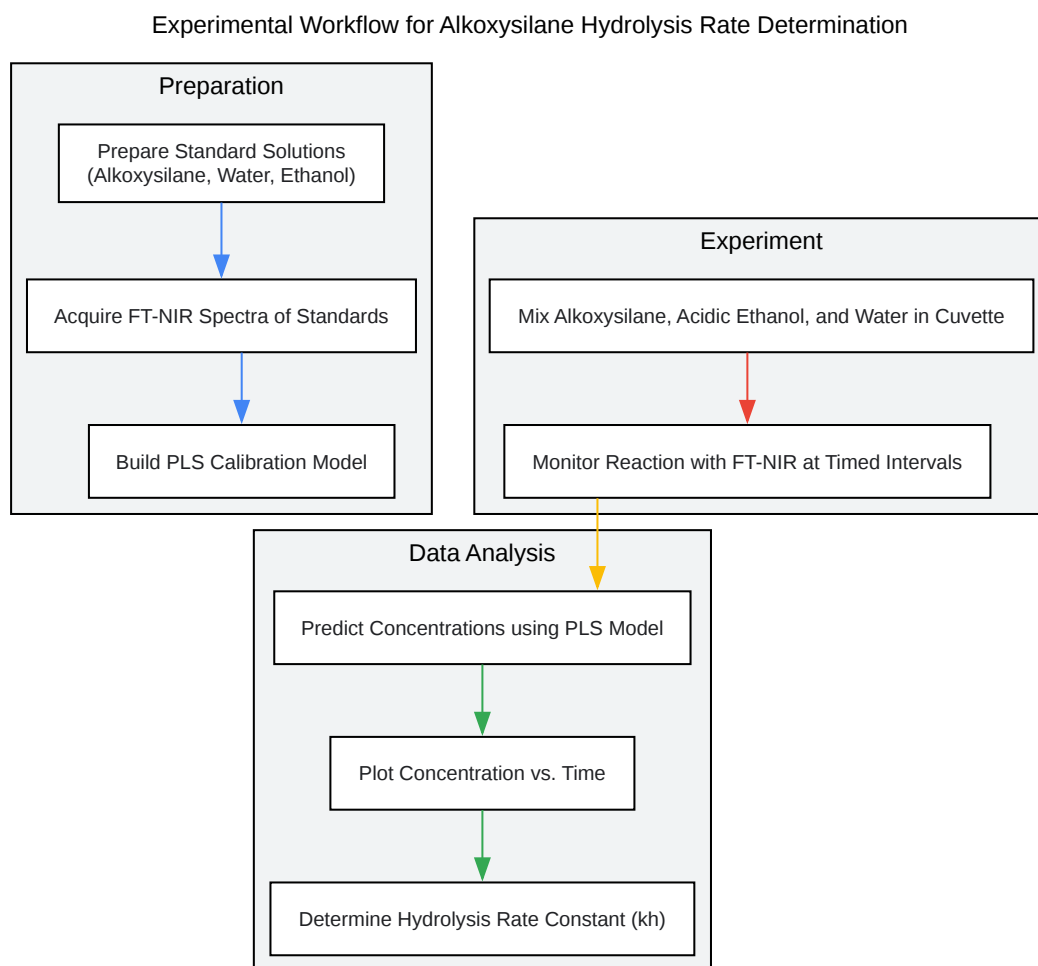 Experimental Workflow for Alkoxysilane Hydrolysis Rate Determination
Preparation
Prepare Standard Solutions
(Alkoxysilane, Water, Ethanol)
Acquire FT-NIR Spectra of Standards
Build PLS Calibration Model
Experiment
Mix Alkoxysilane, Acidic Ethanol, and Water in Cuvette
Monitor Reaction with FT-NIR at Timed Intervals
Data Analysis
Predict Concentrations using PLS Model
Plot Concentration vs. Time
Determine Hydrolysis Rate Constant (kh)